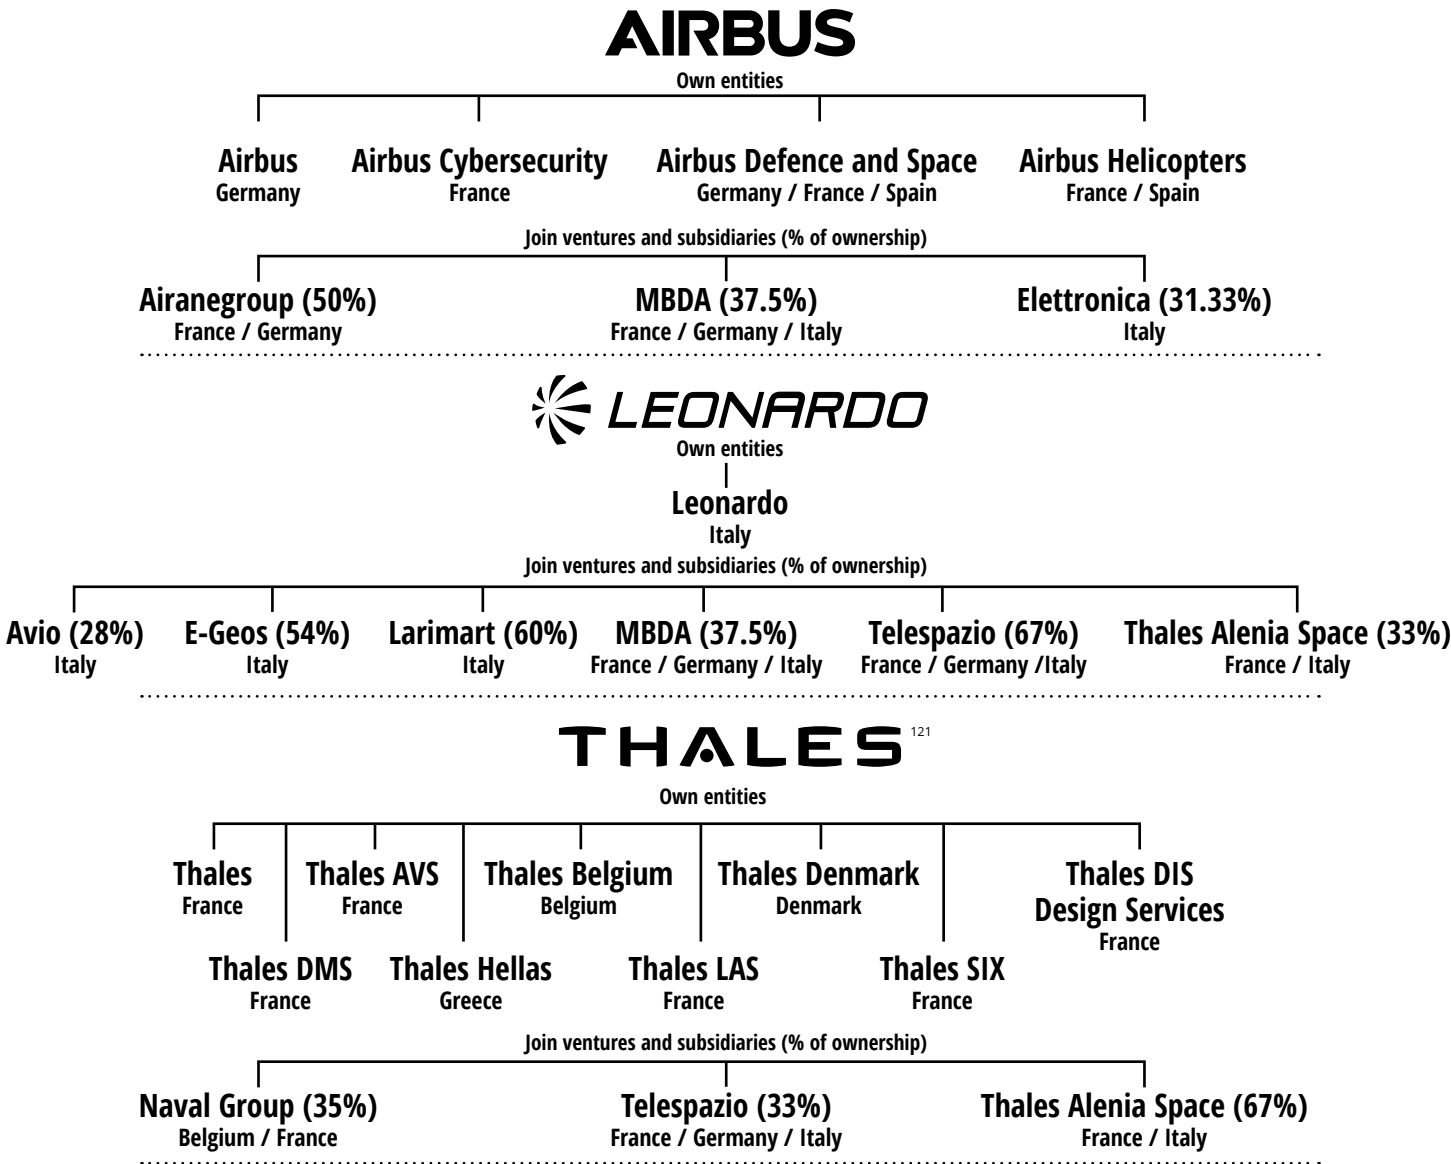 AIRBUS
Own entities
Airbus Airbus Cybersecurity Airbus Defence and Space Airbus Helicopters
Germany France Germany / France / Spain France / Spain
Join ventures and subsidiaries (% of ownership)
Airanegroup (50%) MBDA (37.5%) Elettronica (31.33%)
France / Germany France / Germany / Italy Italy
LEONARDO
Own entities
Leonardo
Italy
Join ventures and subsidiaries (% of ownership)
Avio (28%) E-Geos (54%) Larimart (60%) MBDA (37.5%) Telespazio (67%) Thales Alenia Space (33%)
Italy Italy Italy France / Germany / Italy France / Germany /Italy France / Italy
THALES 121
Own entities
Thales Thales AVS Thales Belgium Thales Denmark Thales DIS
France France Belgium Denmark Design Services
France
Thales DMS Thales Hellas Thales LAS Thales SIX
France Greece France France
Join ventures and subsidiaries (% of ownership)
Naval Group (35%) Telespazio (33%) Thales Alenia Space (67%)
Belgium / France France / Germany / Italy France / Italy